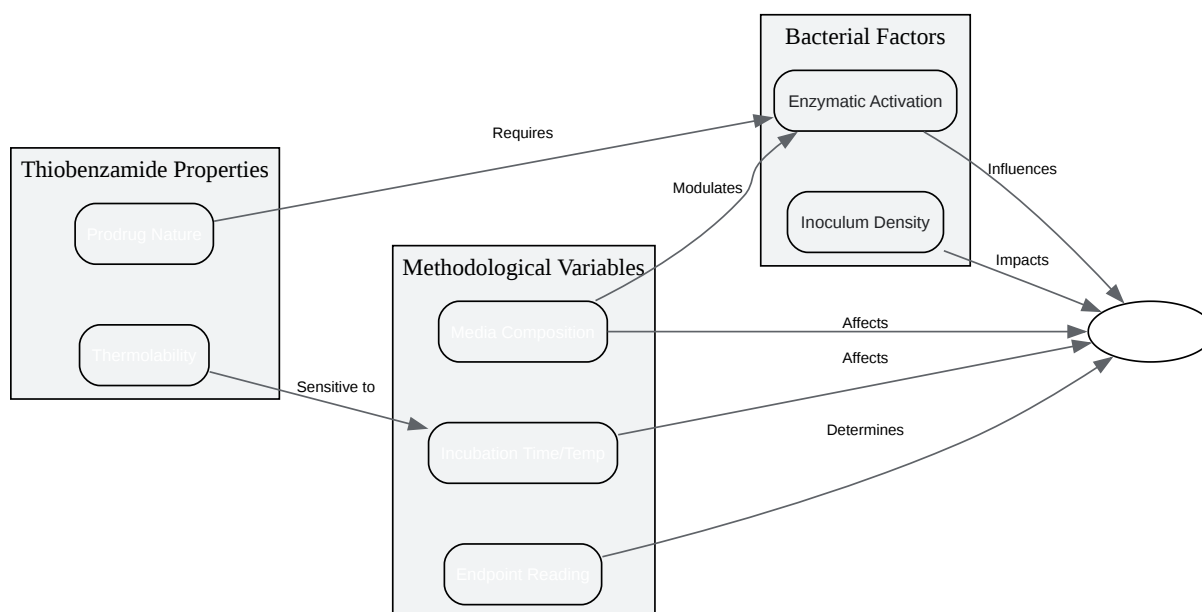 Bacterial Factors
Enzymatic Activation
Requires
Influences
Thiobenzamide Properties
Modulates
Prodrug Nature
Inoculum Density
Methodological Variables
Impacts
Media Composition
Affects
Thermolability
Affects
Sensitive to
Determines
Incubation Time/Temp
Endpoint Reading